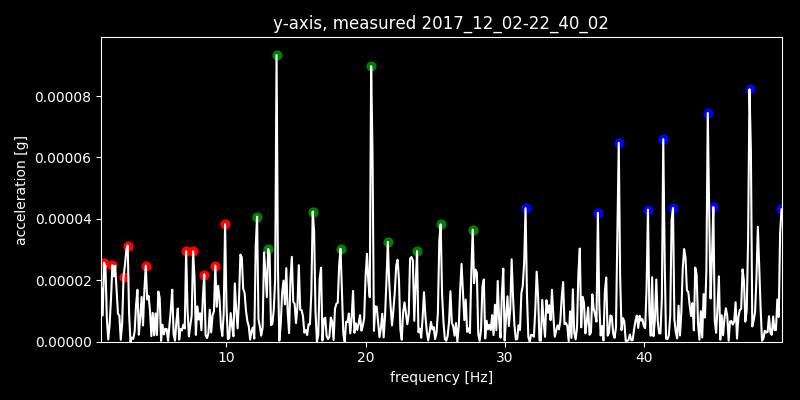 y-axis, measured 2017_12_02-22_40_02
acceleration [g]
0.00008
0.00006
0.00004
0.00002
0.00000
10 20 30 40
frequency [Hz]